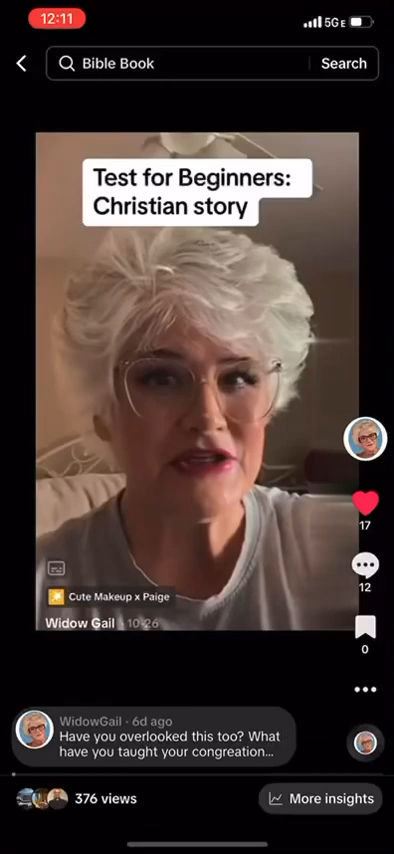 12:11
5G E
Bible Book
Search
Test for Beginners:
Christian story
17
12
0
Cute Makeup x Paige
Widow Gail · 10-26
WidowGail · 6d ago
Have you overlooked this too? What
have you taught your congreation...
376 views
More insights